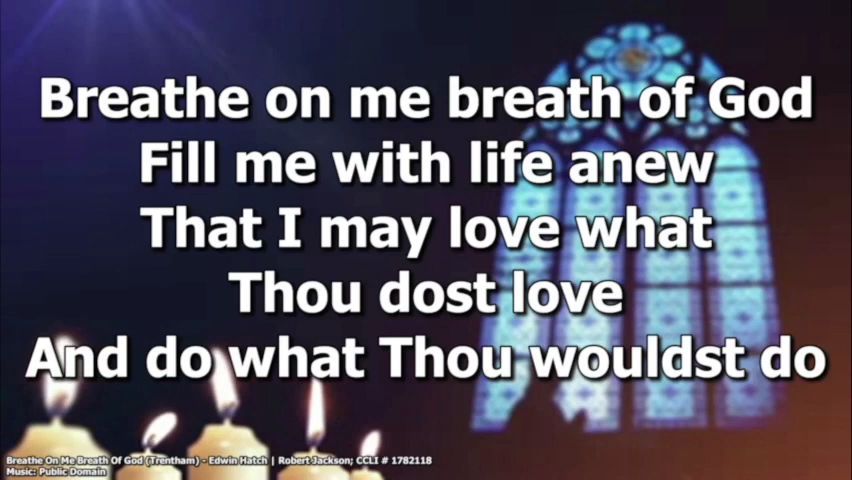 Breathe on me breath of God
Fill me with life anew
That I may love what
Thou dost love
And do what Thou wouldst do
Breathe On Me Breath Of God (Trentham) - Edwin Hatch | Robert Jackson; CCLI # 1782118
Music: Public Domain